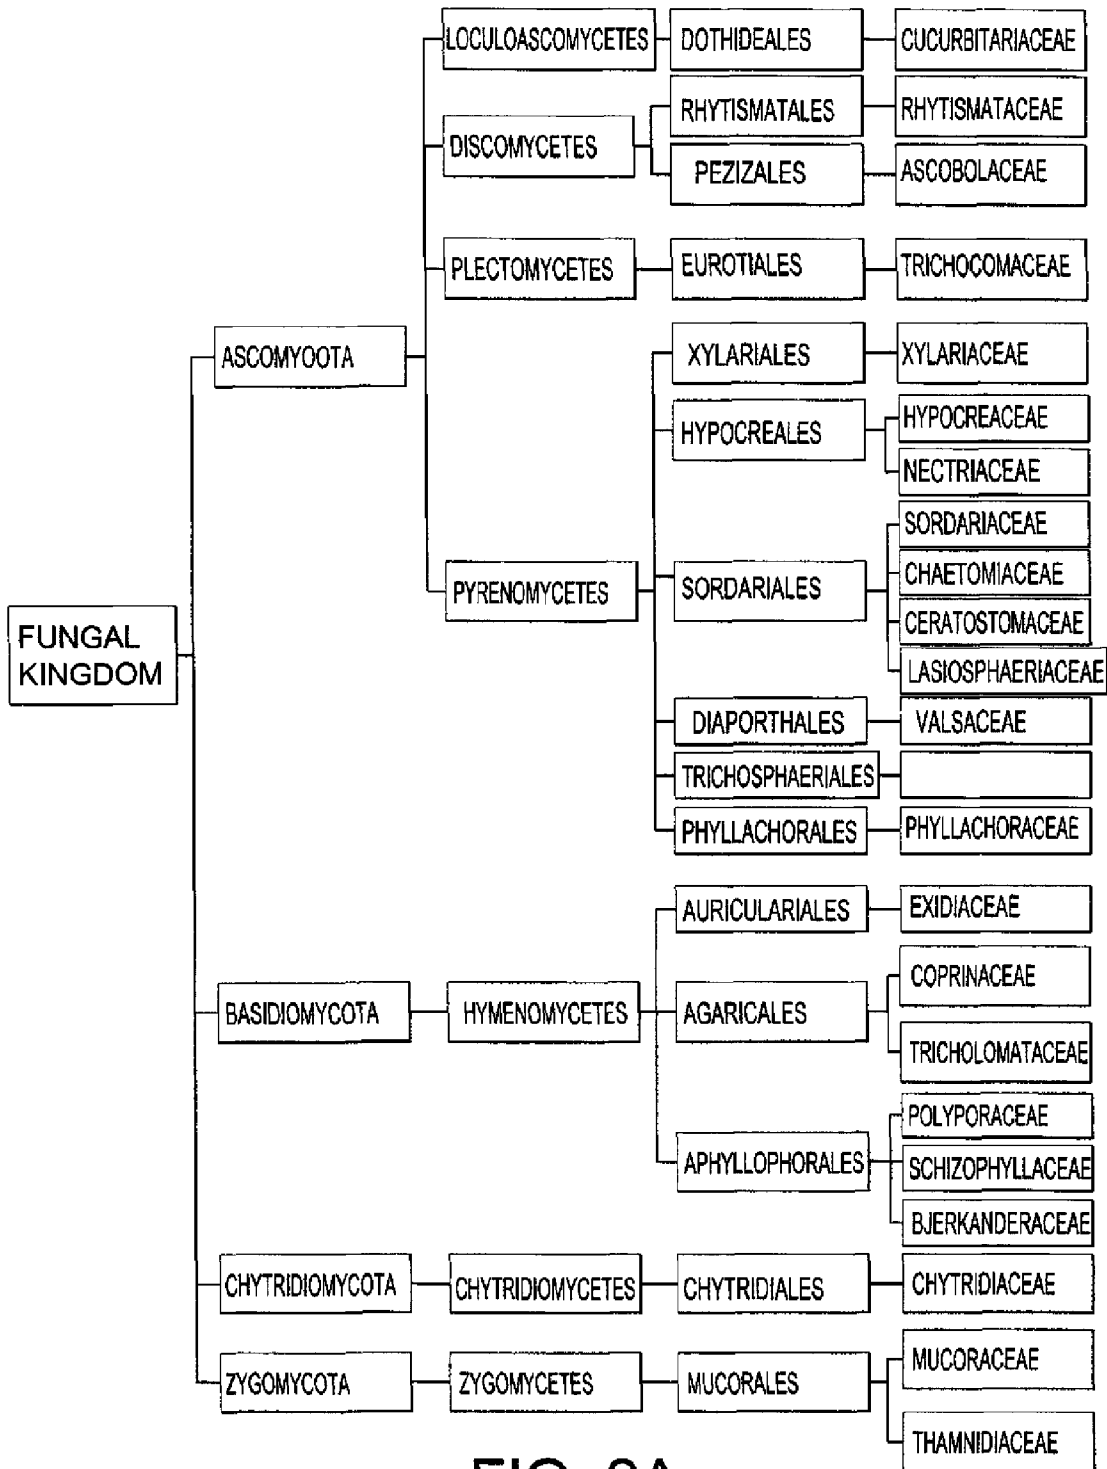 LOCULOASCOMYCETES DOTHIDEALES CUCURBITARIACEAE
RHYTISMATALES RHYTISMATACEAE
DISCOMYCETES
PEZIZALES ASCOBOLACEAE
PLECTOMYCETES EUROTIALES TRICHOCOMACEAE
ASCOMYOOTA XYLARIALES XYLARIACEAE
HYPOCREACEAE
HYPOCREALES
NECTRIACEAE
SORDARIACEAE
CHAETOMIACEAE
PYRENOMYCETES SORDARIALES
CERATOSTOMACEAE
FUNGAL
KINGDOM
LASIOSPHAERIACEAE
DIAPORTHALES VALSACEAE
TRICHOSPHAERIALES
PHYLLACHORALES PHYLLACHORACEAE
AURICULARIALES EXIDIACEAE
COPRINACEAE
BASIDIOMYCOTA HYMENOMYCETES AGARICALES
TRICHOLOMATACEAE
POLYPORACEAE
APHYLLOPHORALES SCHIZOPHYLLACEAE
BJERKANDERACEAE
CHYTRIDIOMYCOTA CHYTRIDIOMYCETES CHYTRIDIALES CHYTRIDIACEAE
MUCORACEAE
ZYGOMYCOTA ZYGOMYCETES MUCORALES
THAMNIDIACEAE